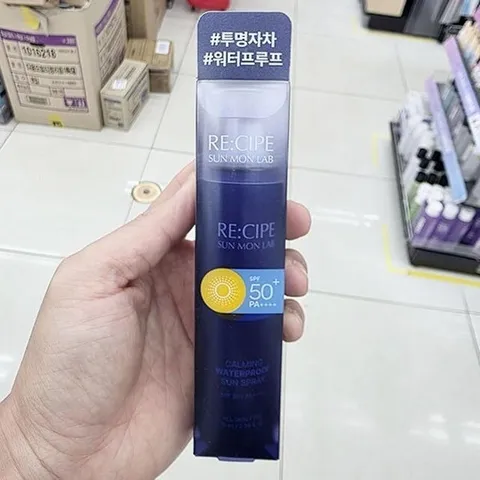 #투명자차
#워터프루프
RE:CIPE
SUN MON LAB
RE:CIPE
SUN MON LAB
SPF
50+
PA++++
CALMING
WATERPROOF
SUN SPRAY
1016218